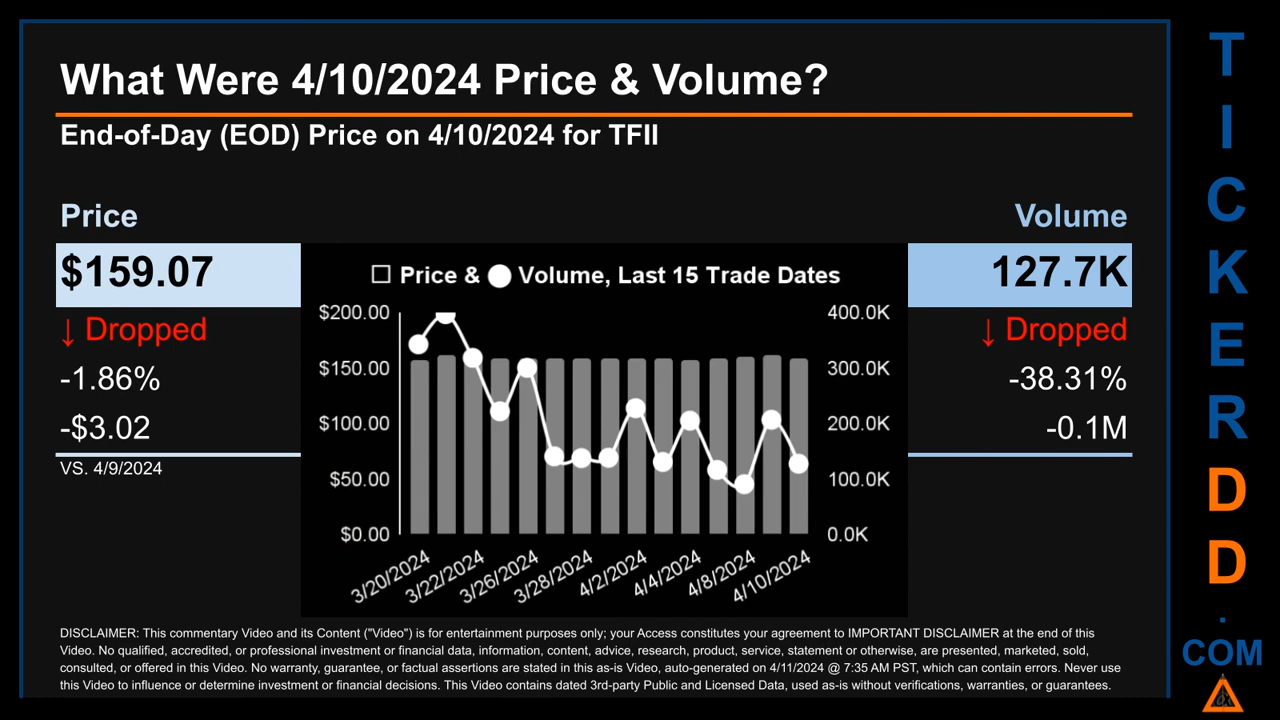 What Were 4/10/2024 Price & Volume?
End-of-Day (EOD) Price on 4/10/2024 for TFII
Price
$159.07
↓ Dropped
-1.86%
-$3.02
VS. 4/9/2024
Price & Volume, Last 15 Trade Dates
$200.00
$150.00
$100.00
$50.00
$0.00
400.0K
300.0K
200.0K
100.0K
0.0K
3/20/2024
3/22/2024
3/26/2024
3/28/2024
4/2/2024
4/4/2024
4/8/2024
4/10/2024
Volume
127.7K
↓ Dropped
-38.31%
-0.1M
DISCLAIMER: This commentary Video and its Content ("Video") is for entertainment purposes only; your Access constitutes your agreement to IMPORTANT DISCLAIMER at the end of this
Video. No qualified, accredited, or professional investment or financial data, information, content, advice, research, product, service, statement or otherwise, are presented, marketed, sold,
consulted, or offered in this Video. No warranty, guarantee, or factual assertions are stated in this as-is Video, auto-generated on 4/11/2024 @ 7:35 AM PST, which can contain errors. Never use
this Video to influence or determine investment or financial decisions. This Video contains dated 3rd-party Public and Licensed Data, used as-is without verifications, warranties, or guarantees.
T
I
C
K
E
R
D
D
.
COM